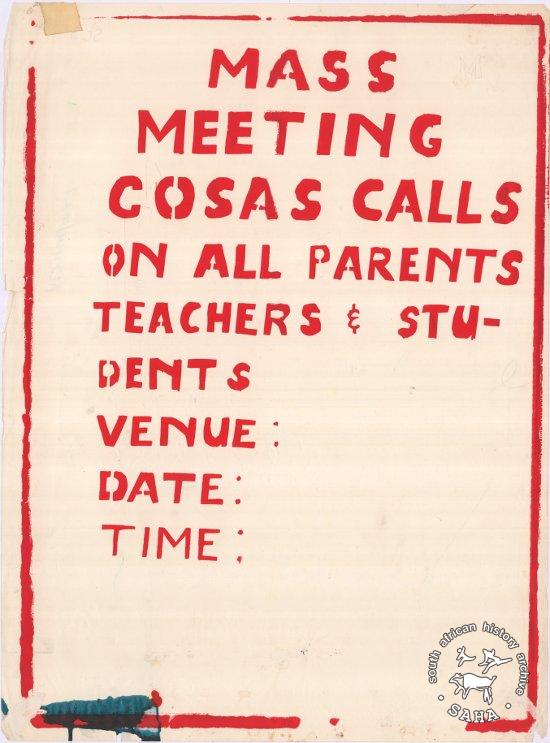 MASS
MEETING
COSAS CALLS
ON ALL PARENTS
TEACHERS & STU-
DENTS
VENUE:
DATE:
TIME:
south african history archive
SAHA